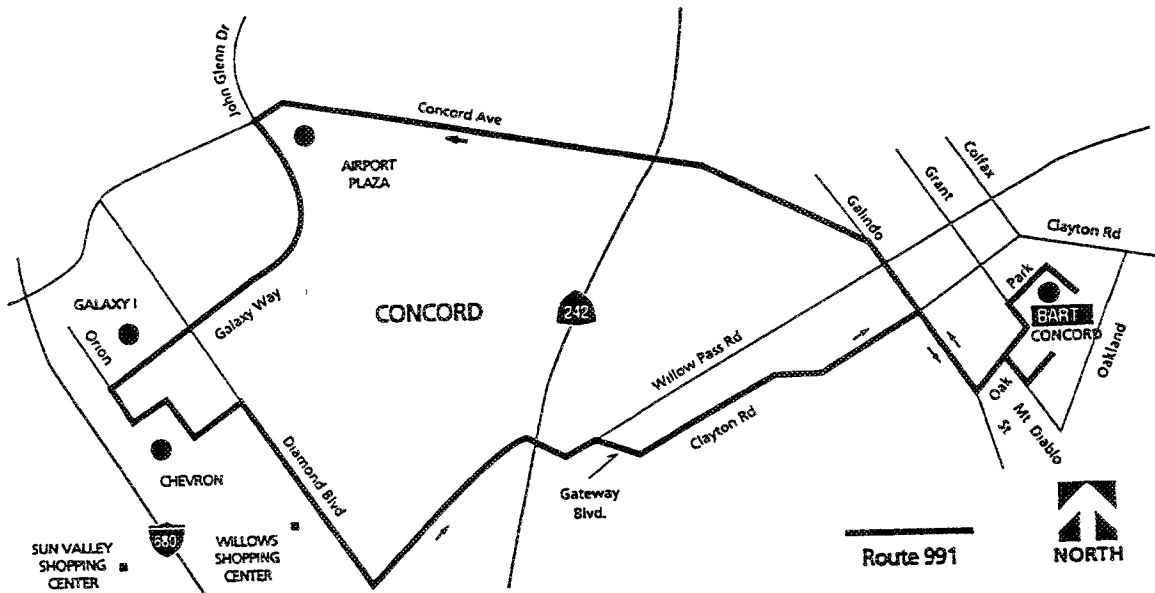 John Glenn Dr
Concord Ave
AIRPORT
PLAZA
Colfax
Grant
Galindo
Clayton Rd
Park
BART
CONCORD
Oakland
GALAXY I
Orion
Galaxy Way
CONCORD
242
Willow Pass Rd
Clayton Rd
Oak
St
Mt Diablo
CHEVRON
Diamond Blvd
Gateway
Blvd.
680
SUN VALLEY
SHOPPING
CENTER
WILLOWS
SHOPPING
CENTER
Route 991
NORTH